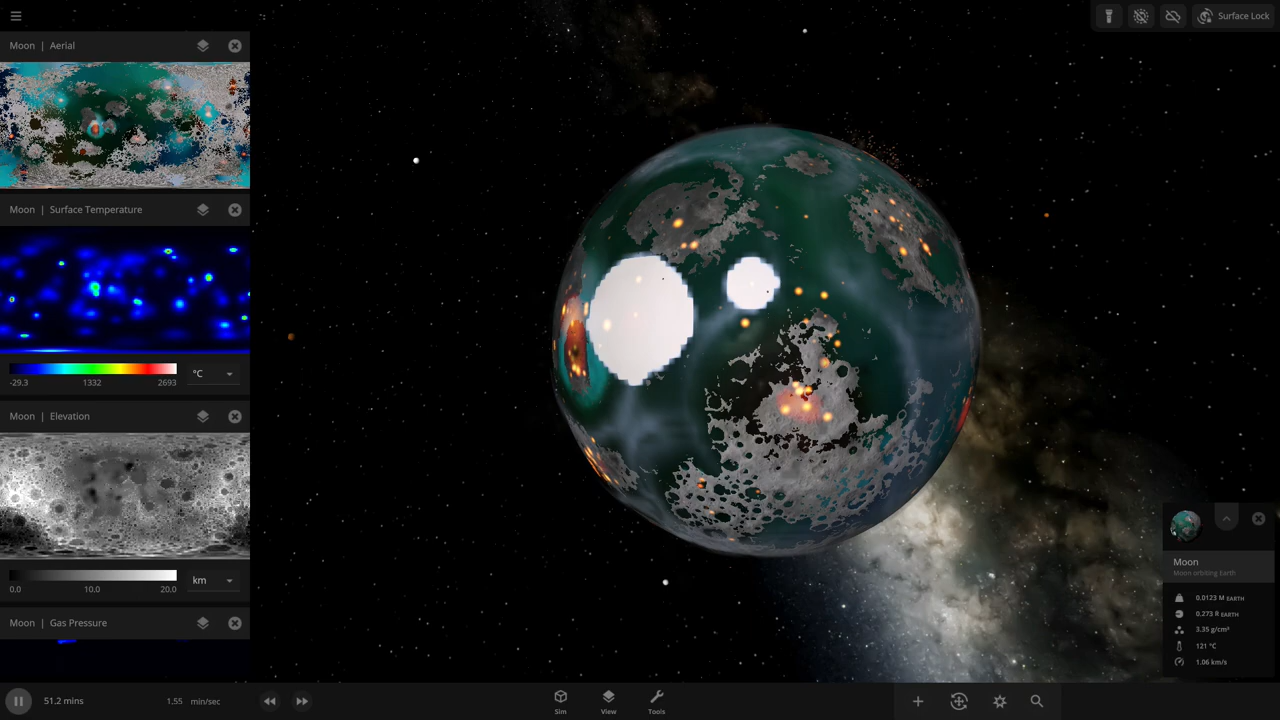 Surface Lock
Moon | Aerial
Moon | Surface Temperature
°C
-29.3 1332 2693
Moon | Elevation
km
0.0 10.0 20.0
Moon | Gas Pressure
Moon
Moon orbiting Earth
0.0123 M EARTH
0.273 R EARTH
3.35 g/cm³
121 °C
1.06 km/s
51.2 mins
1.55 min/sec
Sim View Tools